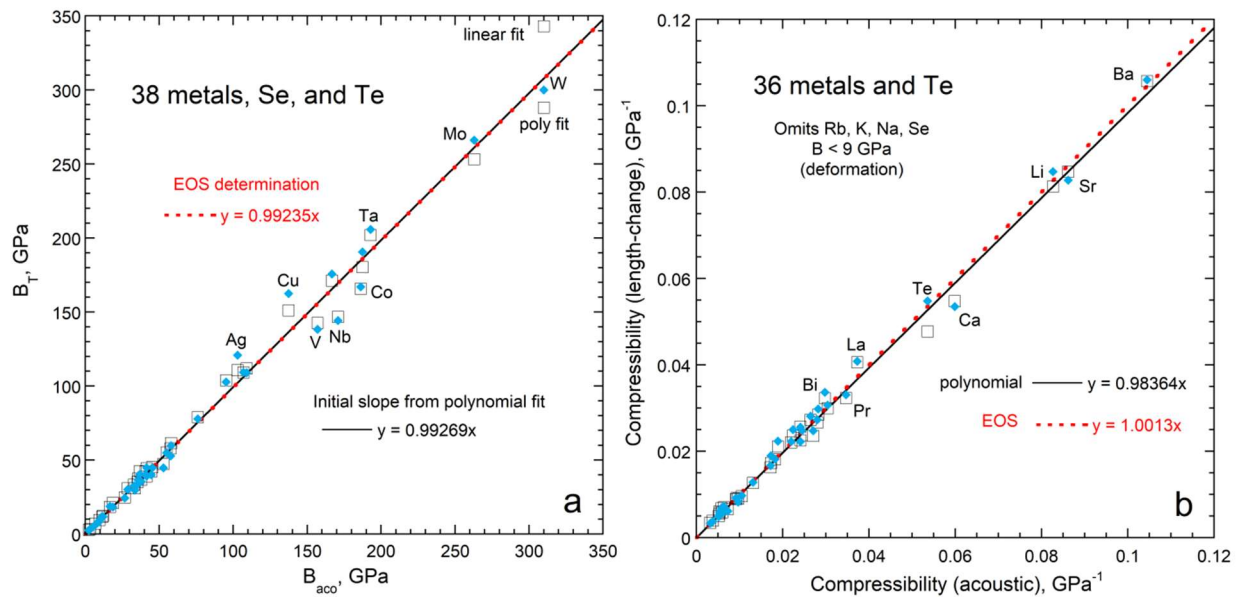 350
300
250
200
150
100
50
0
B_T, GPa
linear fit
38 metals, Se, and Te
W
poly fit
Mo
EOS determination
y = 0.99235x
Ta
Cu
Co
Ag
V
Nb
Initial slope from polynomial fit
y = 0.99269x
a
0 50 100 150 200 250 300 350
B_aco, GPa
0.12
0.1
0.08
0.06
0.04
0.02
0
Compressibility (length-change), GPa⁻¹
36 metals and Te
Ba
Omits Rb, K, Na, Se
B < 9 GPa
(deformation)
Li
Sr
Te
Ca
La
Bi
Pr
polynomial y = 0.98364x
EOS y = 1.0013x
b
0 0.02 0.04 0.06 0.08 0.1 0.12
Compressibility (acoustic), GPa⁻¹